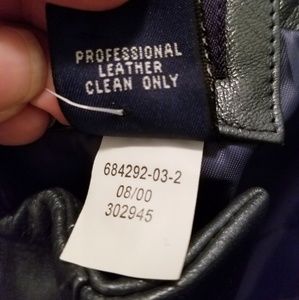 PROFESSIONAL
LEATHER
CLEAN ONLY
684292-03-2
08/00
302945